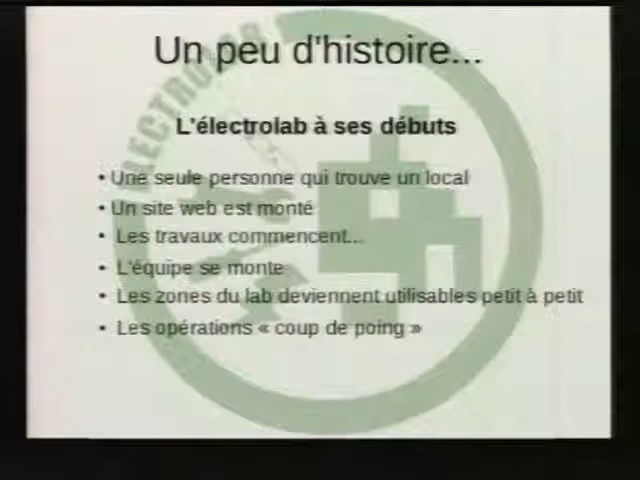 Un peu d'histoire...
ELECTROLAB
L'électrolab à ses débuts
• Une seule personne qui trouve un local
• Un site web est monté
• Les travaux commencent...
• L'équipe se monte
• Les zones du lab deviennent utilisables petit à petit
• Les opérations « coup de poing »